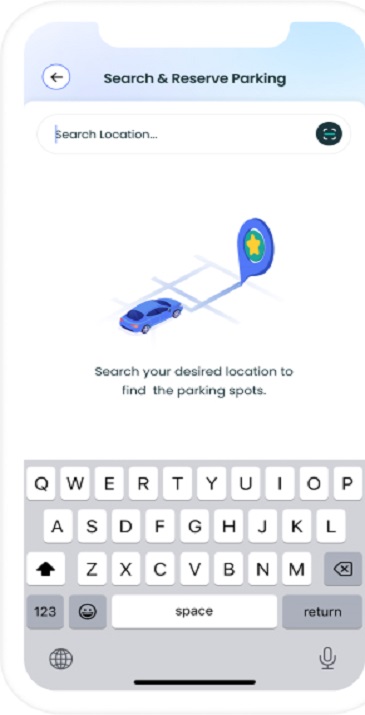 Search & Reserve Parking
Search Location...
Search your desired location to
find the parking spots.
Q W E R T Y U I O P
A S D F G H J K L
Z X C V B N M
123 space return